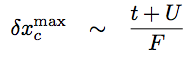 δx_c^max ∼ (t + U)/F